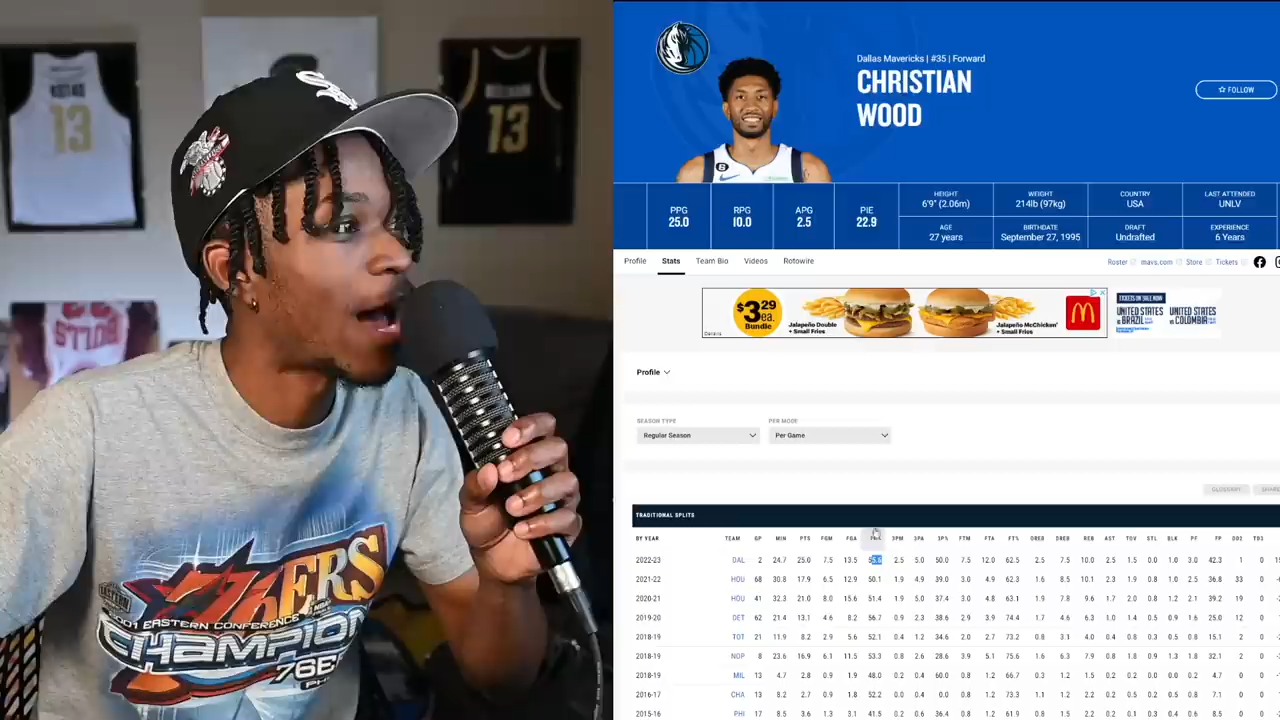 Sox
13
13
76ERS
2001 EASTERN CONFERENCE
CHAMPION
76E
Dallas Mavericks | #35 | Forward
CHRISTIAN
WOOD
☆ FOLLOW
PPG
25.0
RPG
10.0
APG
2.5
PIE
22.9
HEIGHT
6'9" (2.06m)
WEIGHT
214lb (97kg)
COUNTRY
USA
LAST ATTENDED
UNLV
AGE
27 years
BIRTHDATE
September 27, 1995
DRAFT
Undrafted
EXPERIENCE
6 Years
Profile Stats Team Bio Videos Rotowire
Roster mavs.com Store Tickets
$3.29
ea.
Bundle
Jalapeño Double
+ Small Fries
Jalapeño McChicken
+ Small Fries
TICKETS ON SALE NOW
UNITED STATES
vs BRAZIL
UNITED STATES
vs COLOMBIA
Profile
SEASON TYPE
Regular Season
PER MODE
Per Game
GLOSSARY SHARE
TRADITIONAL SPLITS
BY YEAR TEAM GP MIN PTS FGM FGA 3PM 3PA 3P% FTM FTA FT% OREB DREB REB AST TOV STL BLK PF FP DD2 TD3
2022-23 DAL 2 24.7 25.0 7.5 13.5 2.5 5.0 50.0 7.5 12.0 62.5 2.5 7.5 10.0 2.5 1.5 0.5 1.0 3.0 42.3 1 0
2021-22 HOU 68 30.8 17.9 6.5 12.9 50.1 1.9 4.9 39.0 3.0 4.9 62.3 1.6 8.5 10.1 2.3 1.9 0.8 1.0 2.5 36.8 33 0
2020-21 HOU 41 32.3 21.0 8.0 15.6 51.4 1.9 5.0 37.4 3.0 4.8 63.1 1.9 7.8 9.6 1.7 2.0 0.8 1.2 2.1 39.2 19 0
2019-20 DET 62 21.4 13.1 4.6 8.2 56.7 0.9 2.3 38.6 2.9 3.9 74.4 1.7 4.6 6.3 1.0 1.4 0.5 0.9 1.6 25.0 12 0
2018-19 TOT 21 11.9 8.2 2.9 5.6 52.1 0.4 1.2 34.6 2.0 2.7 73.2 0.8 3.1 4.0 0.4 0.8 0.3 0.5 0.8 15.1 2 0
2018-19 NOP 8 23.6 16.9 6.1 11.5 53.3 0.8 2.6 28.6 3.9 5.1 75.6 1.6 6.3 7.9 0.8 1.8 0.9 1.3 1.8 32.1 2 0
2018-19 MIL 13 4.7 2.8 0.9 1.9 48.0 0.2 0.4 60.0 0.8 1.2 66.7 0.3 1.2 1.5 0.2 0.2 0.0 0.0 0.2 4.7 0 0
2016-17 CHA 13 8.2 2.7 0.9 1.8 52.2 0.0 0.4 0.0 0.8 1.2 73.3 1.1 1.2 2.2 0.2 0.5 0.2 0.5 0.8 7.1 0 0
2015-16 PHI 17 8.5 3.6 1.3 3.1 41.5 0.2 0.6 36.4 0.8 1.2 61.9 0.8 1.4 2.2 0.2 0.8 0.2 0.4 0.6 8.5 0 0